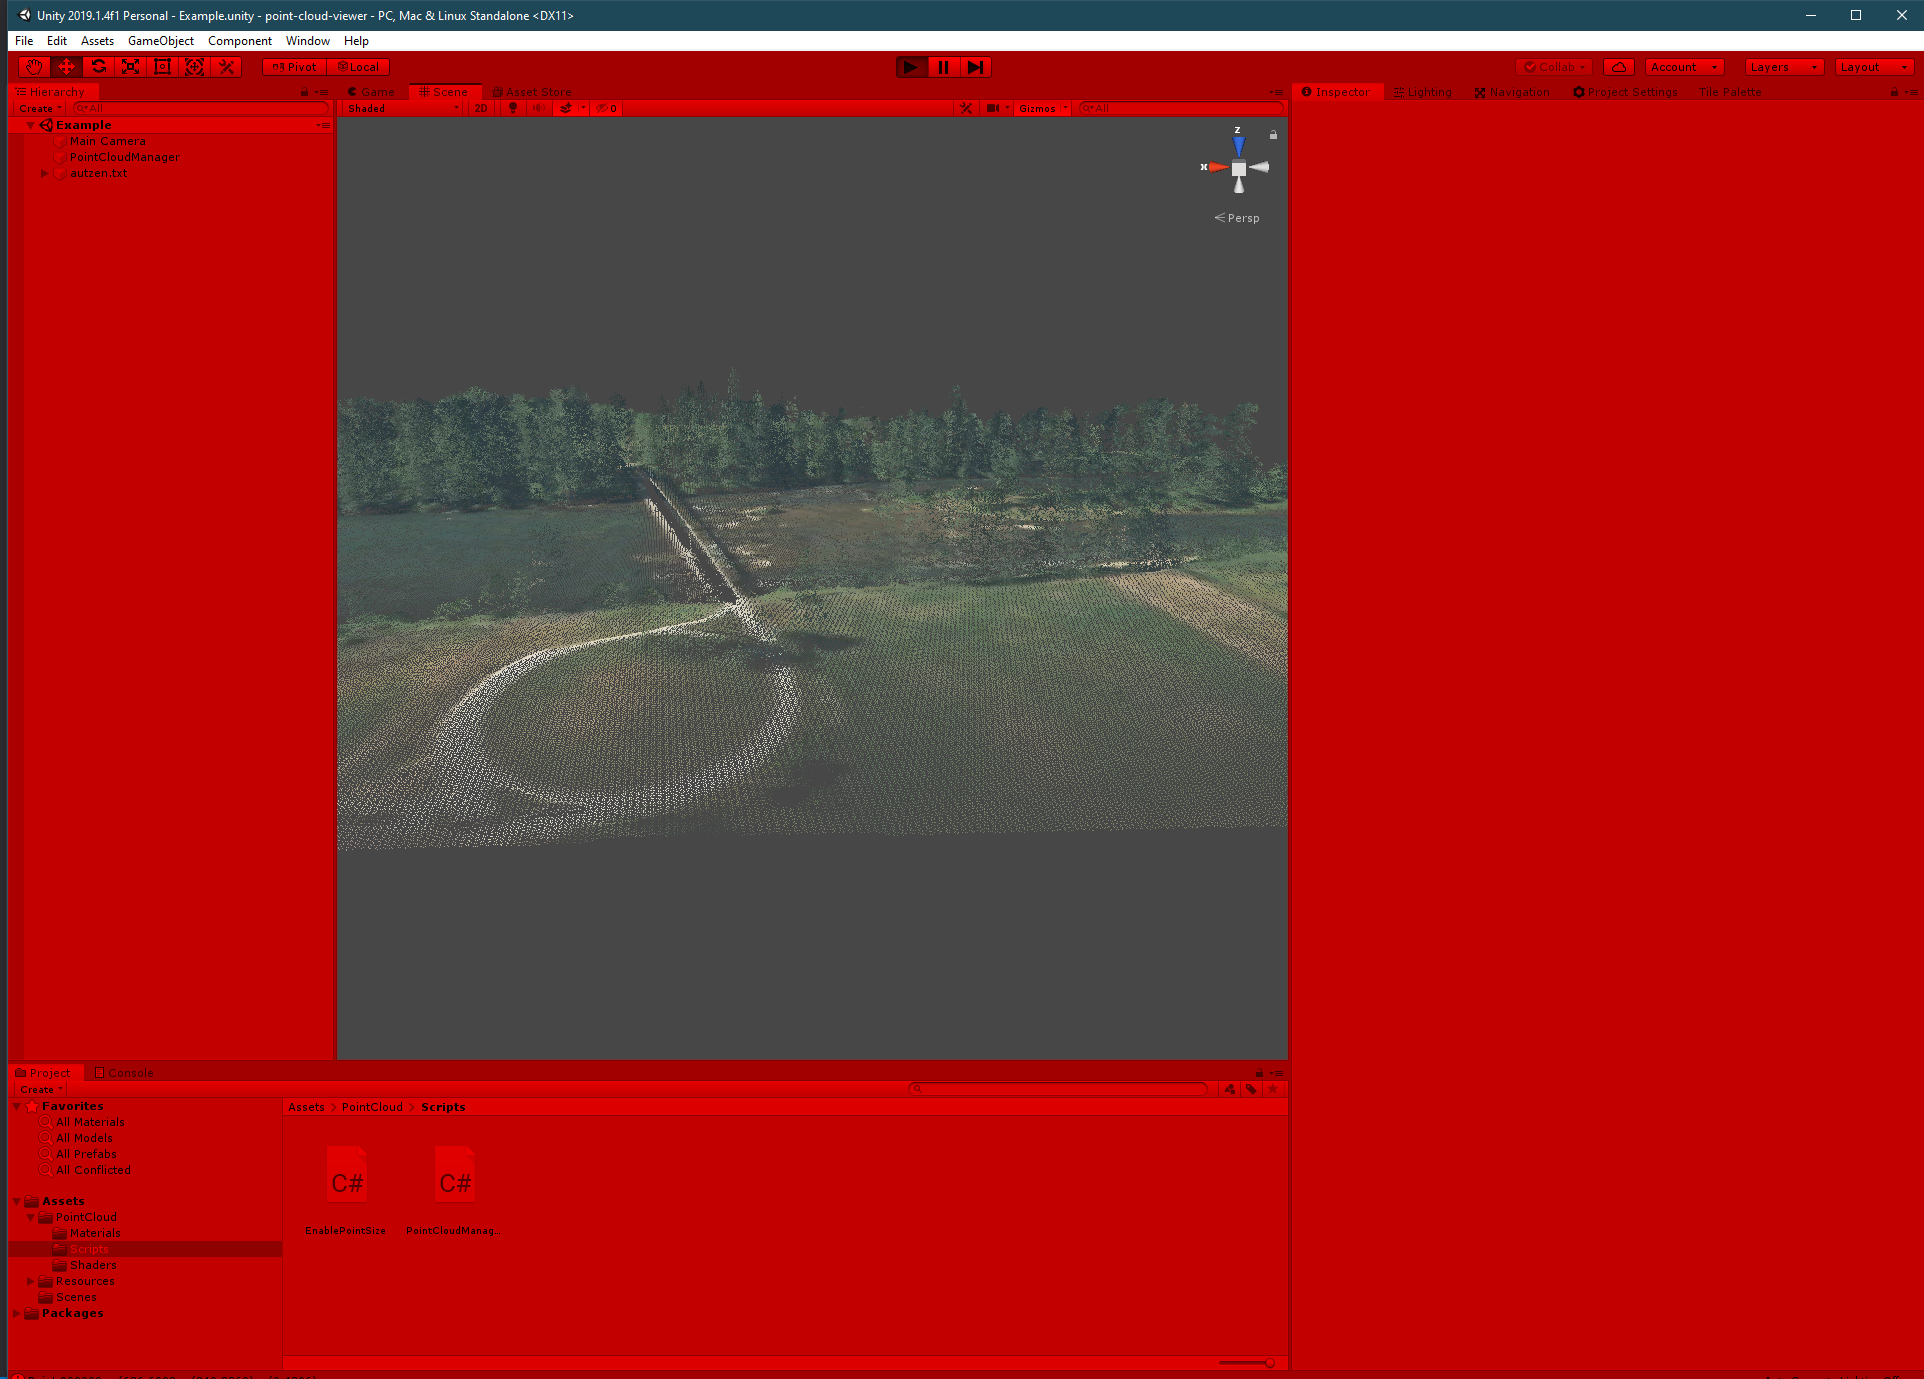 Unity 2019.1.4f1 Personal - Example.unity - point-cloud-viewer - PC, Mac & Linux Standalone <DX11>
File Edit Assets GameObject Component Window Help
Pivot Local Collab Account Layers Layout
Hierarchy Game Scene Asset Store Inspector Lighting Navigation Project Settings Tile Palette
Create All Shaded 2D 0 Gizmos All
Example
Main Camera
PointCloudManager
autzen.txt
z
x
Persp
Project Console
Create
Favorites
All Materials
All Models
All Prefabs
All Conflicted
Assets
PointCloud
Materials
Scripts
Shaders
Resources
Scenes
Packages
Assets > PointCloud > Scripts
C# C#
EnablePointSize PointCloudManag...